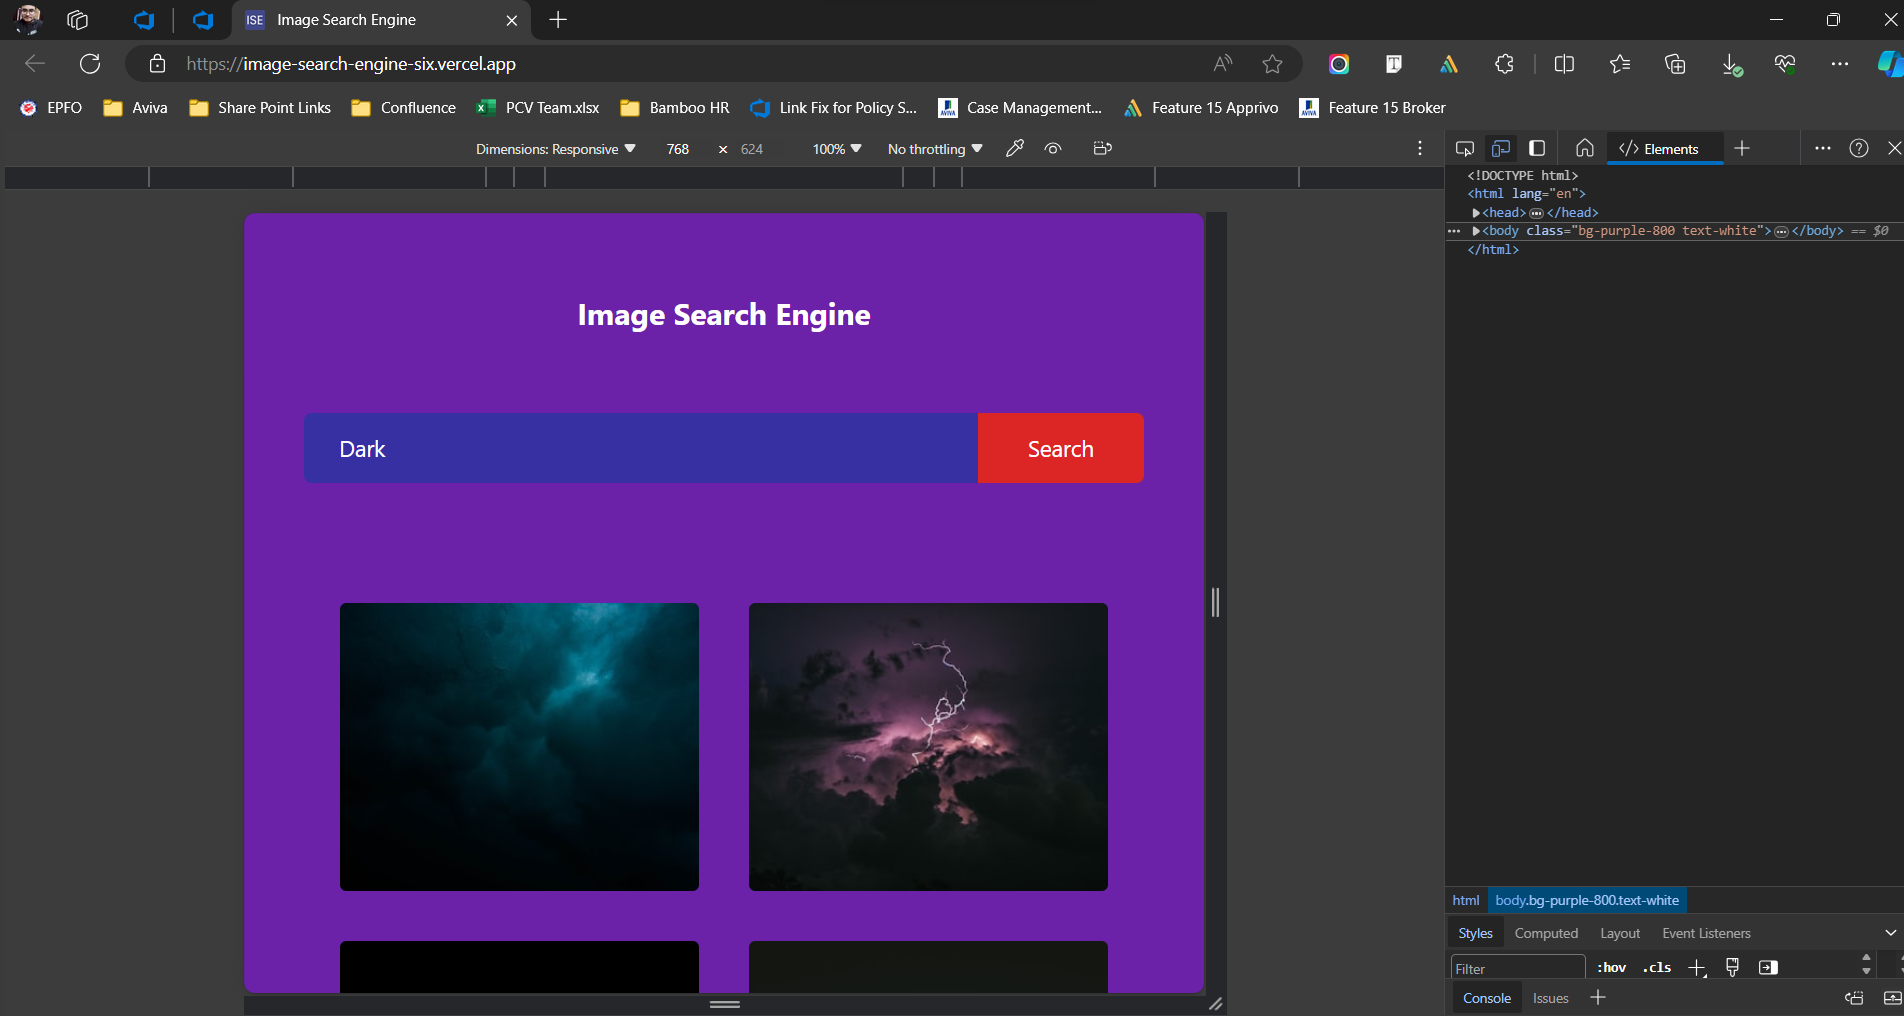 ISE Image Search Engine
https://image-search-engine-six.vercel.app
EPFO Aviva Share Point Links Confluence PCV Team.xlsx Bamboo HR Link Fix for Policy S... Case Management... Feature 15 Apprivo Feature 15 Broker
Dimensions: Responsive 768 × 624 100% No throttling
Elements
<!DOCTYPE html>
<html lang="en">
<head> ··· </head>
··· <body class="bg-purple-800 text-white"> ··· </body> == $0
</html>
Image Search Engine
Dark Search
html body.bg-purple-800.text-white
Styles Computed Layout Event Listeners
Filter :hov .cls
Console Issues